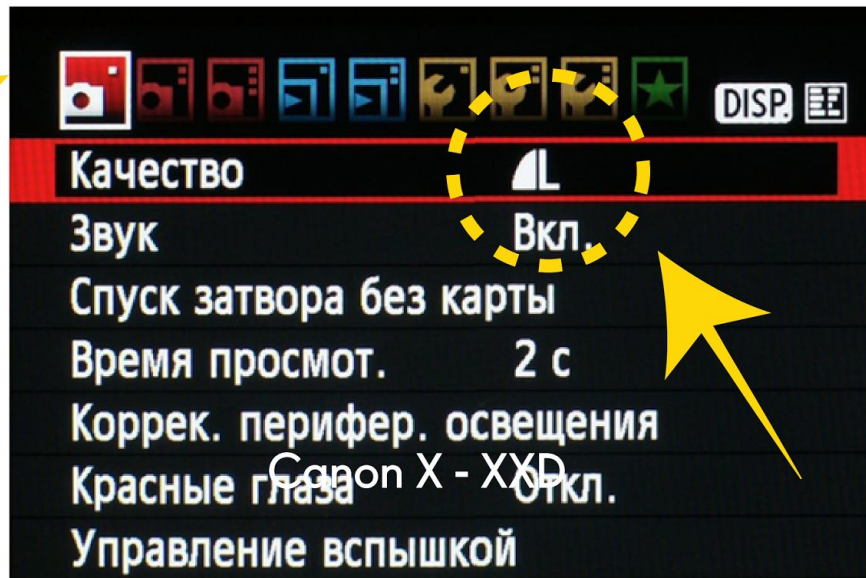 DISP.
Качество L
Звук Вкл.
Спуск затвора без карты
Время просмот. 2 с
Коррек. перифер. освещения
Canon X - XXD
Красные глаза Откл.
Управление вспышкой